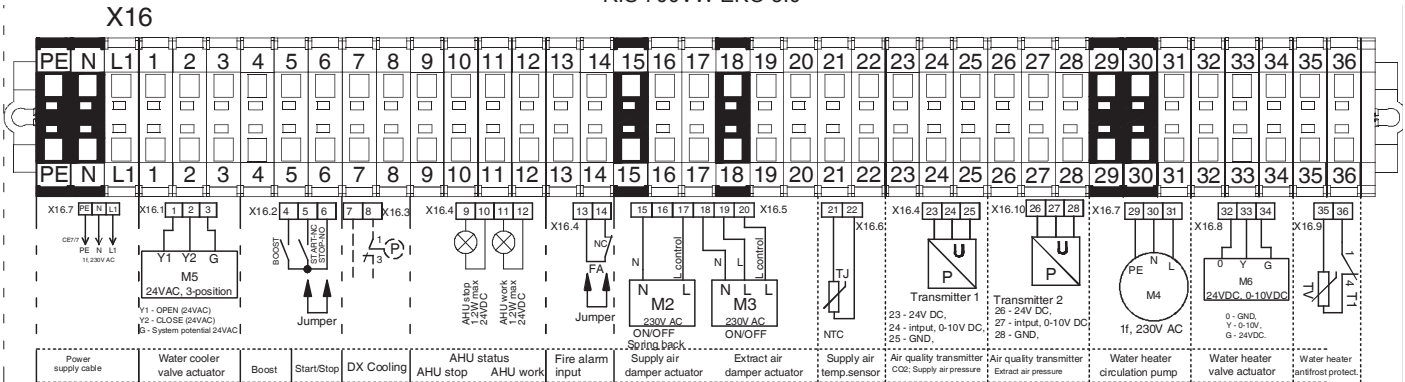 X16
PE N L1 1 2 3 4 5 6 7 8 9 10 11 12 13 14 15 16 17 18 19 20 21 22 23 24 25 26 27 28 29 30 31 32 33 34 35 36
PE N L1 1 2 3 4 5 6 7 8 9 10 11 12 13 14 15 16 17 18 19 20 21 22 23 24 25 26 27 28 29 30 31 32 33 34 35 36
X16.7 PE N L1
CE7/7
PE N L1
1f, 230V AC
Power
supply cable
X16.1 1 2 3
Y1 Y2 G
M5
24VAC, 3-position
Y1 - OPEN (24VAC)
Y2 - CLOSE (24VAC)
G - System potential 24VAC
Water cooler
valve actuator
X16.2 4 5 6
BOOST
START-NC
STOP-NO
Jumper
Boost
Start/Stop
7 8 X16.3
1
3
P
DX Cooling
X16.4 9 10 11 12
AHU stop
1.2W max
24VDC
AHU work
1.2W max
24VDC
AHU status
AHU stop AHU work
13 14
X16.4
NC
FA
Jumper
Fire alarm
input
15 16 17 18 19 20 X16.5
N
L control
N L
M2
230V AC
ON/OFF
Spring back
Supply air
damper actuator
N L
L control
N L L
M3
230V AC
ON/OFF
Extract air
damper actuator
21 22
X16.6
TJ
NTC
Supply air
temp.sensor
X16.4 23 24 25
U
P
Transmitter 1
23 - 24V DC,
24 - intput, 0-10V DC
25 - GND,
Air quality transmitter
CO2; Supply air pressure
X16.10 26 27 28
U
P
Transmitter 2
26 - 24V DC,
27 - intput, 0-10V DC
28 - GND,
Air quality transmitter
Extract air pressure
X16.7 29 30 31
PE N L
M4
1f, 230V AC
Water heater
circulation pump
32 33 34
X16.8
0 Y G
M6
24VDC, 0-10VDC
0 - GND,
Y - 0-10V,
G - 24VDC.
Water heater
valve actuator
35 36
X16.9
TV
1
4
T1
Water heater
antifrost protect.